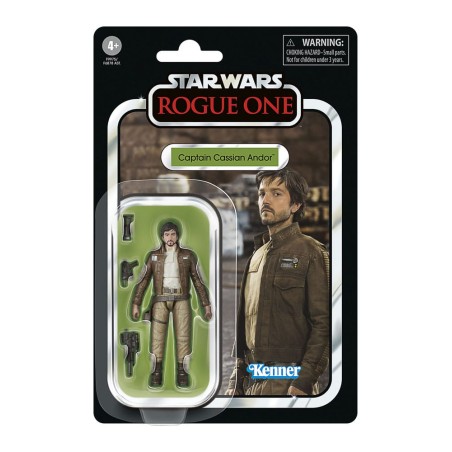 4+
⚠ WARNING:
CHOKING HAZARD–Small parts.
Not for children under 3 years.
STAR WARS
ROGUE ONE
Captain Cassian Andor
Kenner